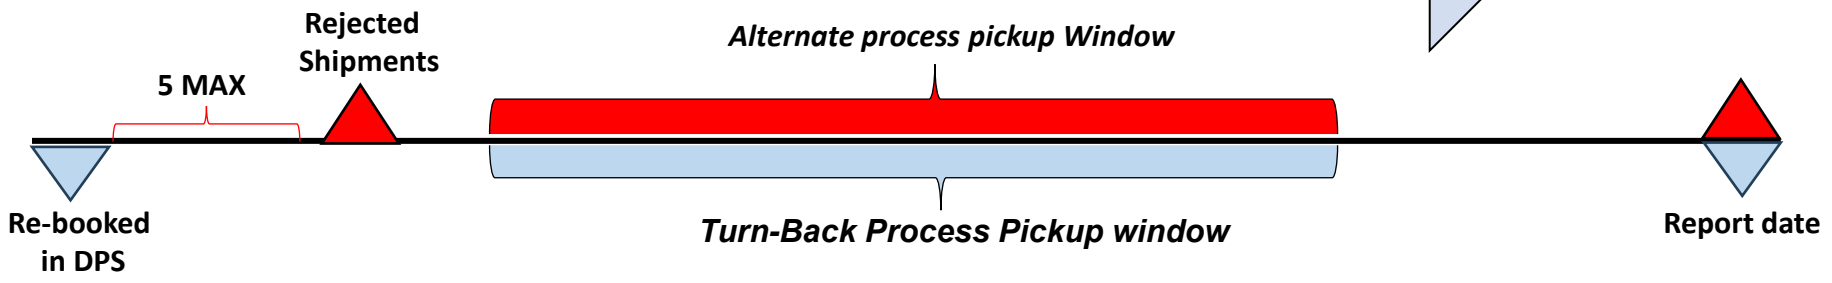 Rejected
Shipments
Alternate process pickup Window
5 MAX
Re-booked
in DPS
Turn-Back Process Pickup window
Report date